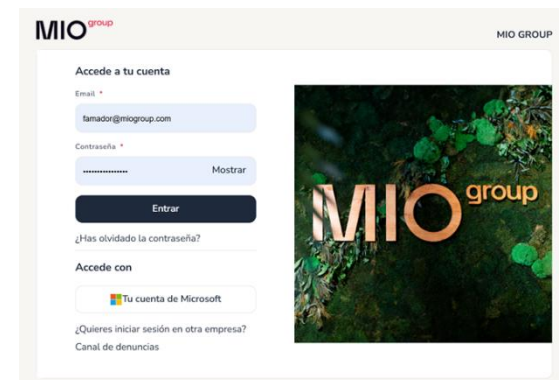 MIO group
MIO GROUP
Accede a tu cuenta
Email *
famador@miogroup.com
Contraseña *
••••••••••••••••
Mostrar
Entrar
¿Has olvidado la contraseña?
Accede con
Tu cuenta de Microsoft
¿Quieres iniciar sesión en otra empresa?
Canal de denuncias
MIO group